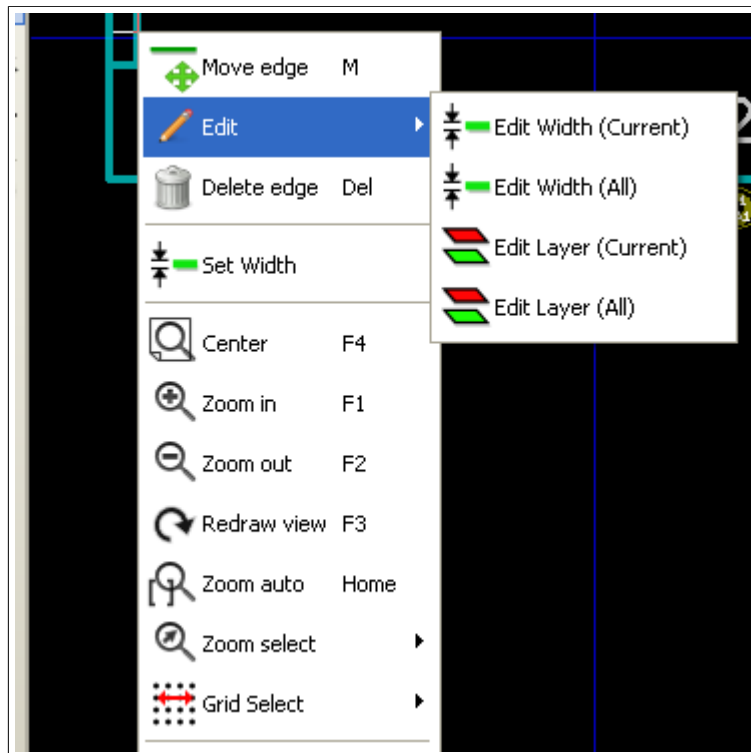 Move edge M
Edit
Delete edge Del
Set Width
Center F4
Zoom in F1
Zoom out F2
Redraw view F3
Zoom auto Home
Zoom select
Grid Select
Edit Width (Current)
Edit Width (All)
Edit Layer (Current)
Edit Layer (All)
2